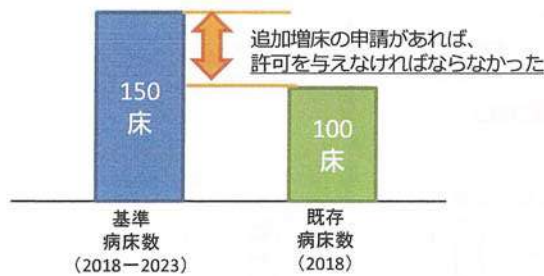 追加増床の申請があれば、
許可を与えなければならなかった
150
床
100
床
基準
病床数
（2018ー2023）
既存
病床数
（2018）